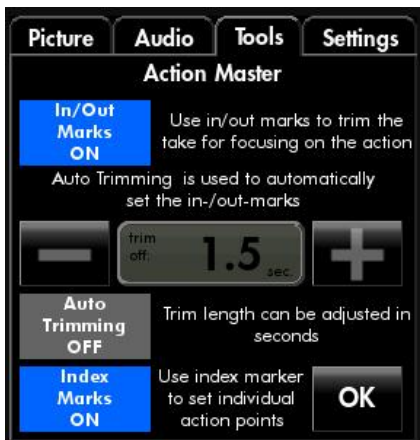 Picture Audio Tools Settings
Action Master
In/Out
Marks
ON
Use in/out marks to trim the
take for focusing on the action
Auto Trimming is used to automatically
set the in-/out-marks
trim
off:
1.5
sec.
Auto
Trimming
OFF
Trim length can be adjusted in
seconds
Index
Marks
ON
Use index marker
to set individual
action points
OK